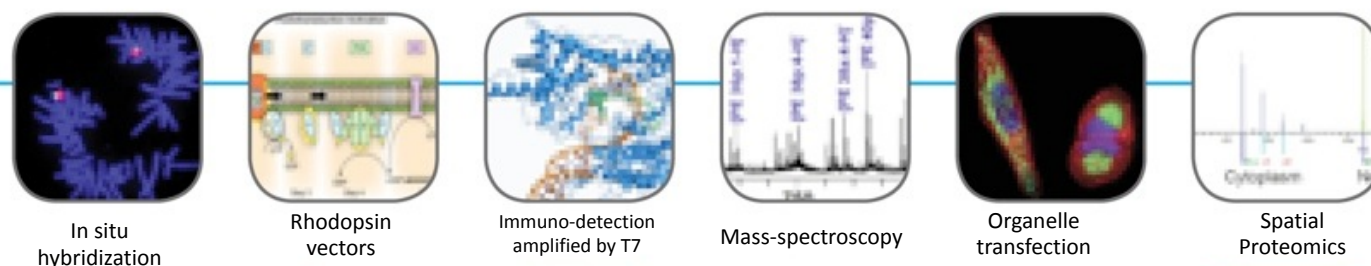 In situ
hybridization
Rhodopsin
vectors
Immuno-detection
amplified by T7
Mass-spectroscopy
Cytoplasm
Organelle
transfection
Spatial
Proteomics